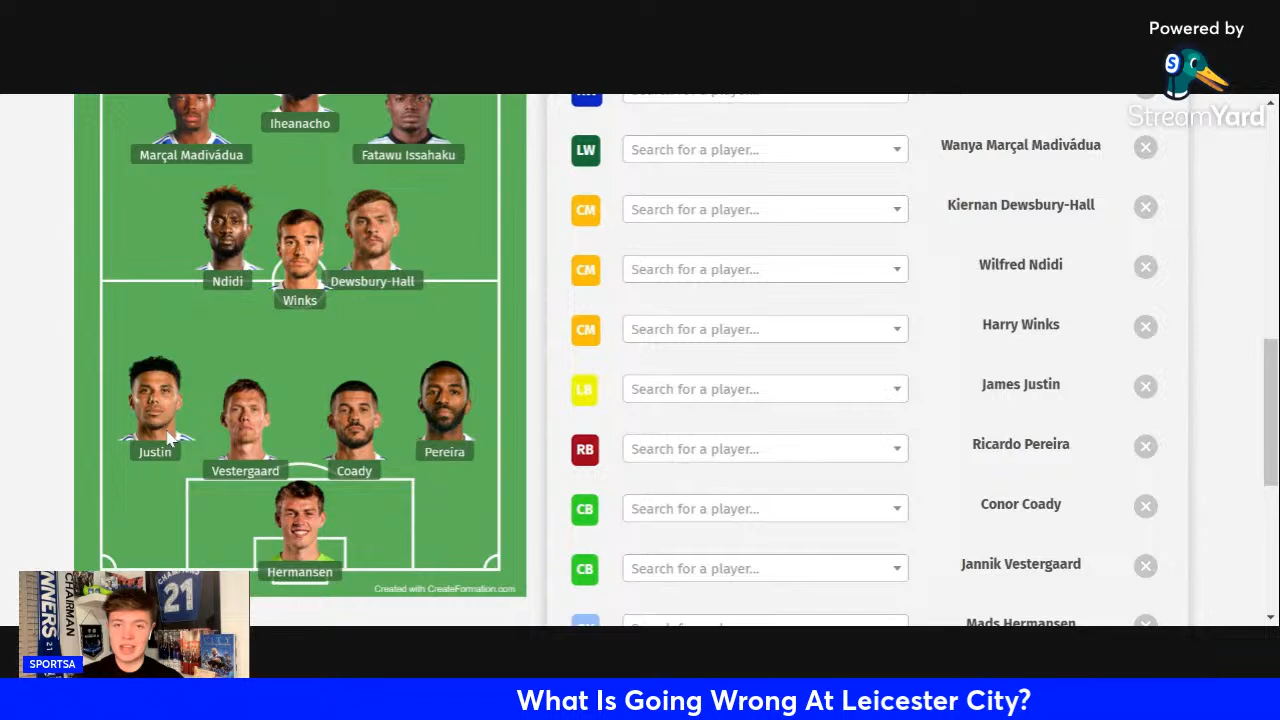 Powered by
StreamYard
Iheanacho
Marçal Madivádua
Fatawu Issahaku
Ndidi
Dewsbury-Hall
Winks
Justin
Pereira
Vestergaard
Coady
Hermansen
Created with CreateFormation.com
LW
Search for a player...
Wanya Marçal Madivádua
CM
Search for a player...
Kiernan Dewsbury-Hall
CM
Search for a player...
Wilfred Ndidi
CM
Search for a player...
Harry Winks
LB
Search for a player...
James Justin
RB
Search for a player...
Ricardo Pereira
CB
Search for a player...
Conor Coady
CB
Search for a player...
Jannik Vestergaard
Mads Hermansen
WINNERS
CHAIRMAN
CHAMPIONS
21
CITY
SPORTSA
What Is Going Wrong At Leicester City?